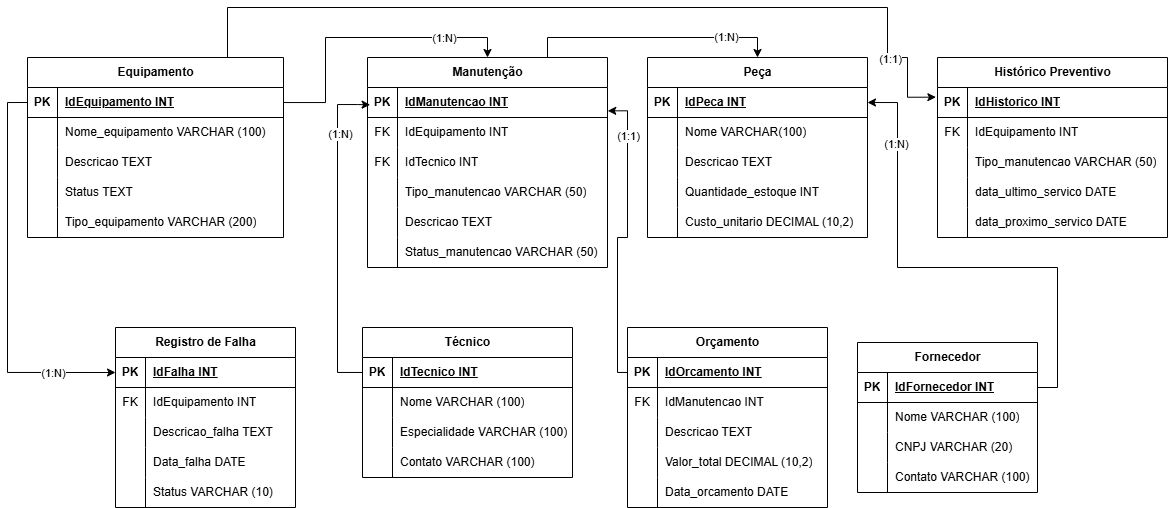 (1:N)
(1:N)
(1:1)
Equipamento
PK IdEquipamento INT
Nome_equipamento VARCHAR (100)
Descricao TEXT
Status TEXT
Tipo_equipamento VARCHAR (200)
Manutenção
PK IdManutencao INT
FK IdEquipamento INT
FK IdTecnico INT
Tipo_manutencao VARCHAR (50)
Descricao TEXT
Status_manutencao VARCHAR (50)
Peça
PK IdPeca INT
Nome VARCHAR(100)
Descricao TEXT
Quantidade_estoque INT
Custo_unitario DECIMAL (10,2)
Histórico Preventivo
PK IdHistorico INT
FK IdEquipamento INT
Tipo_manutencao VARCHAR (50)
data_ultimo_servico DATE
data_proximo_servico DATE
(1:N)
(1:1)
(1:N)
(1:N)
Registro de Falha
PK IdFalha INT
FK IdEquipamento INT
Descricao_falha TEXT
Data_falha DATE
Status VARCHAR (10)
Técnico
PK IdTecnico INT
Nome VARCHAR (100)
Especialidade VARCHAR (100)
Contato VARCHAR (100)
Orçamento
PK IdOrcamento INT
FK IdManutencao INT
Descricao TEXT
Valor_total DECIMAL (10,2)
Data_orcamento DATE
Fornecedor
PK IdFornecedor INT
Nome VARCHAR (100)
CNPJ VARCHAR (20)
Contato VARCHAR (100)